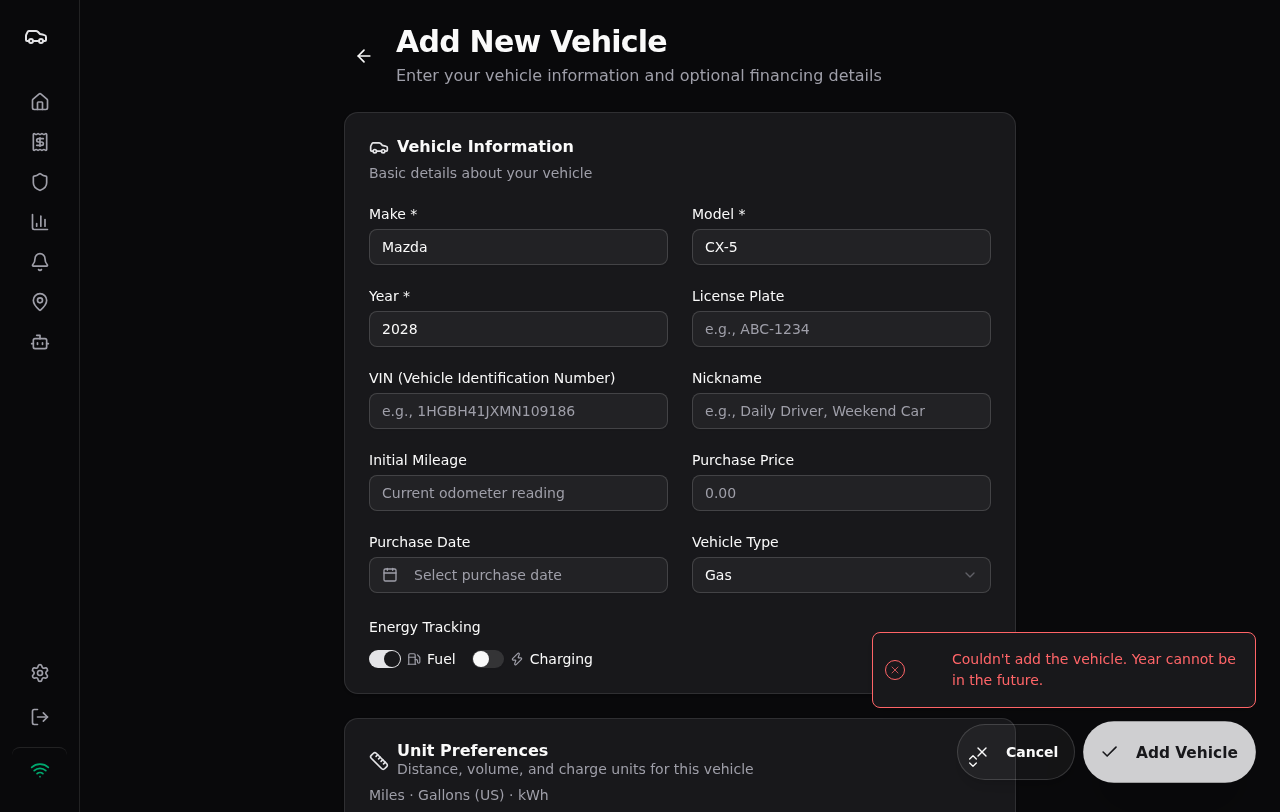 Add New Vehicle
Enter your vehicle information and optional financing details
Vehicle Information
Basic details about your vehicle
Make *
Model *
Mazda
CX-5
Year *
License Plate
2028
e.g., ABC-1234
VIN (Vehicle Identification Number)
Nickname
e.g., 1HGBH41JXMN109186
e.g., Daily Driver, Weekend Car
Initial Mileage
Purchase Price
Current odometer reading
0.00
Purchase Date
Vehicle Type
Select purchase date
Gas
Energy Tracking
Fuel
Charging
Couldn't add the vehicle. Year cannot be
in the future.
Unit Preferences
Distance, volume, and charge units for this vehicle
Miles · Gallons (US) · kWh
Cancel
Add Vehicle